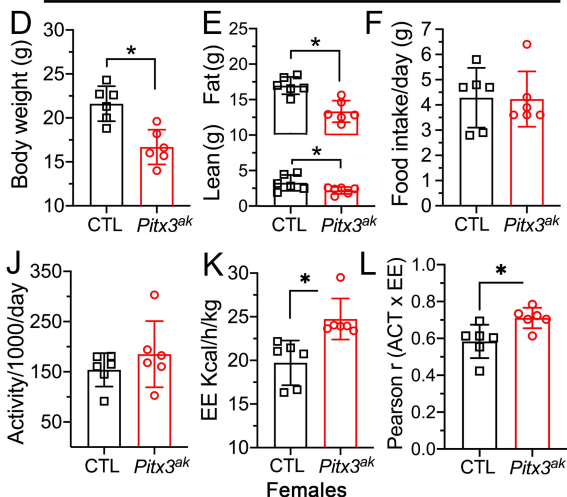 D
Body weight (g)
30
25
20
15
10
*
CTL
Pitx3ak
E
Fat(g)
Lean(g)
25
20
15
10
5
0
*
*
CTL
Pitx3ak
F
Food intake/day (g)
7
6
5
4
3
2
1
0
CTL
Pitx3ak
J
Activity/1000/day
350
250
150
50
CTL
Pitx3ak
K
EE Kcal/h/kg
30
25
20
15
10
*
CTL
Pitx3ak
L
Pearson r (ACT x EE)
1.0
0.8
0.6
0.4
0.2
0.0
*
CTL
Pitx3ak
Females